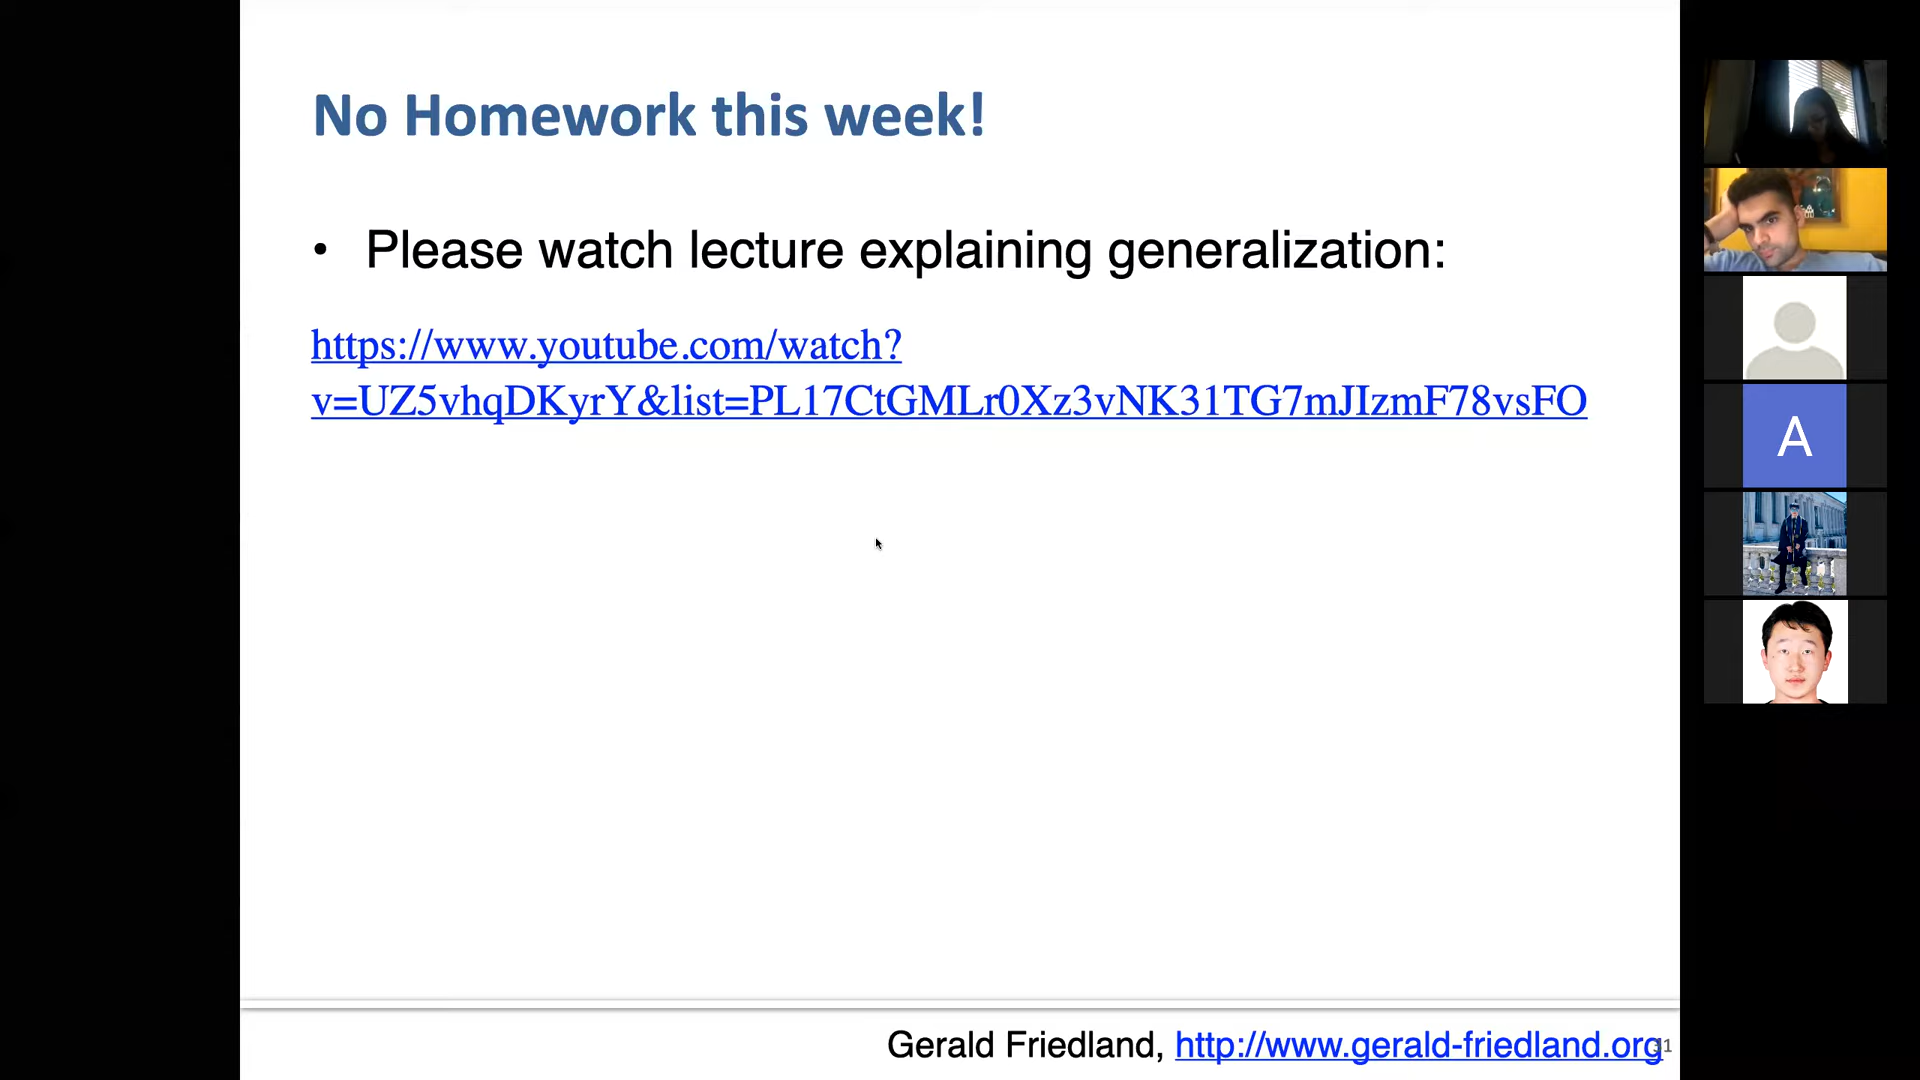 No Homework this week!
• Please watch lecture explaining generalization:
https://www.youtube.com/watch?
v=UZ5vhqDKyrY&list=PL17CtGMLr0Xz3vNK31TG7mJIzmF78vsFO
A
Gerald Friedland, http://www.gerald-friedland.org
31